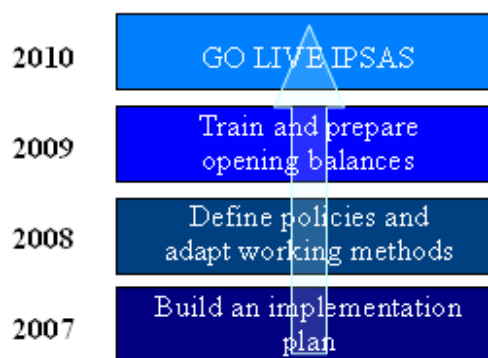 2010
GO LIVE IPSAS
2009
Train and prepare
opening balances
2008
Define policies and
adapt working methods
2007
Build an implementation
plan